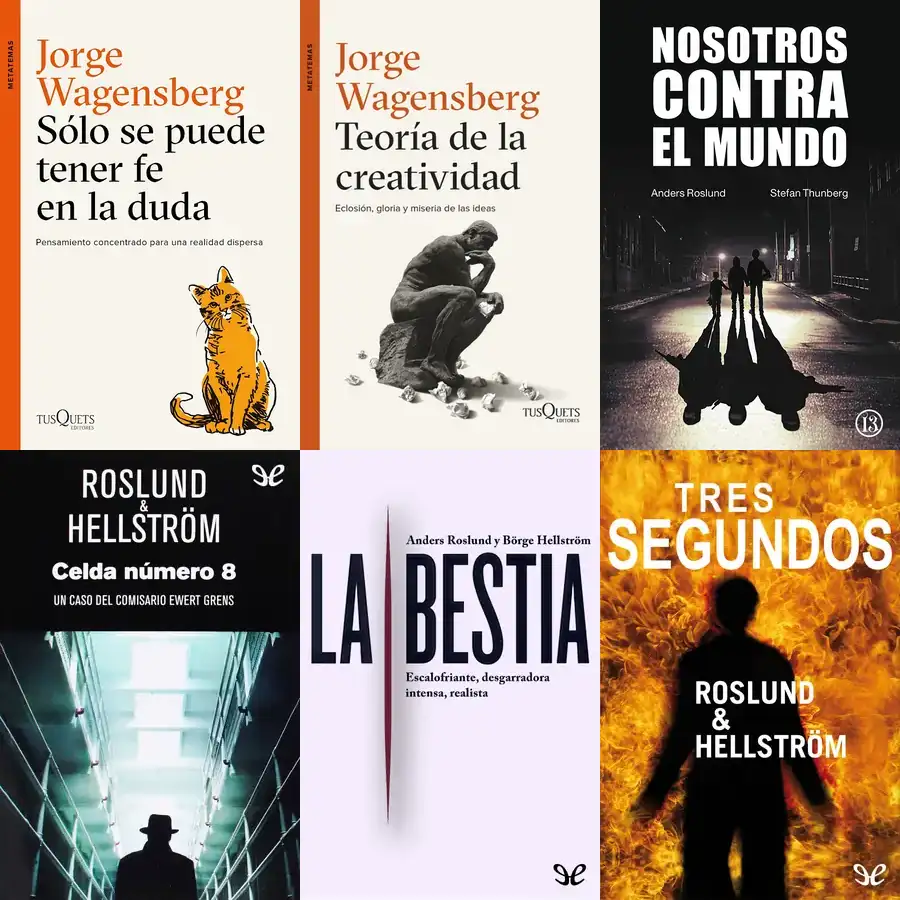 METATEMAS
Jorge
Wagensberg
Sólo se puede
tener fe
en la duda
Pensamiento concentrado para una realidad dispersa
TUSQUETS
EDITORES
METATEMAS
Jorge
Wagensberg
Teoría de la
creatividad
Eclosión, gloria y miseria de las ideas
TUSQUETS
EDITORES
NOSOTROS
CONTRA
EL MUNDO
Anders Roslund Stefan Thunberg
13
ROSLUND
&
HELLSTRÖM
Celda número 8
UN CASO DEL COMISARIO EWERT GRENS
Anders Roslund y Börge Hellström
LA BESTIA
Escalofriante, desgarradora
intensa, realista
TRES
SEGUNDOS
ROSLUND
&
HELLSTRÖM